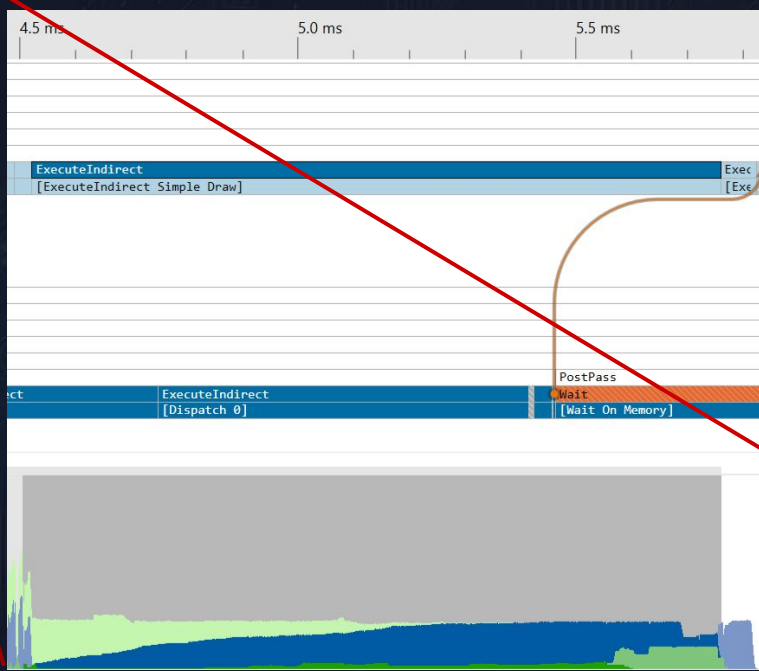 4.5 ms 5.0 ms 5.5 ms
ExecuteIndirect Exec
[ExecuteIndirect Simple Draw] [Exe
PostPass
ect ExecuteIndirect Wait
[Dispatch 0] [Wait On Memory]